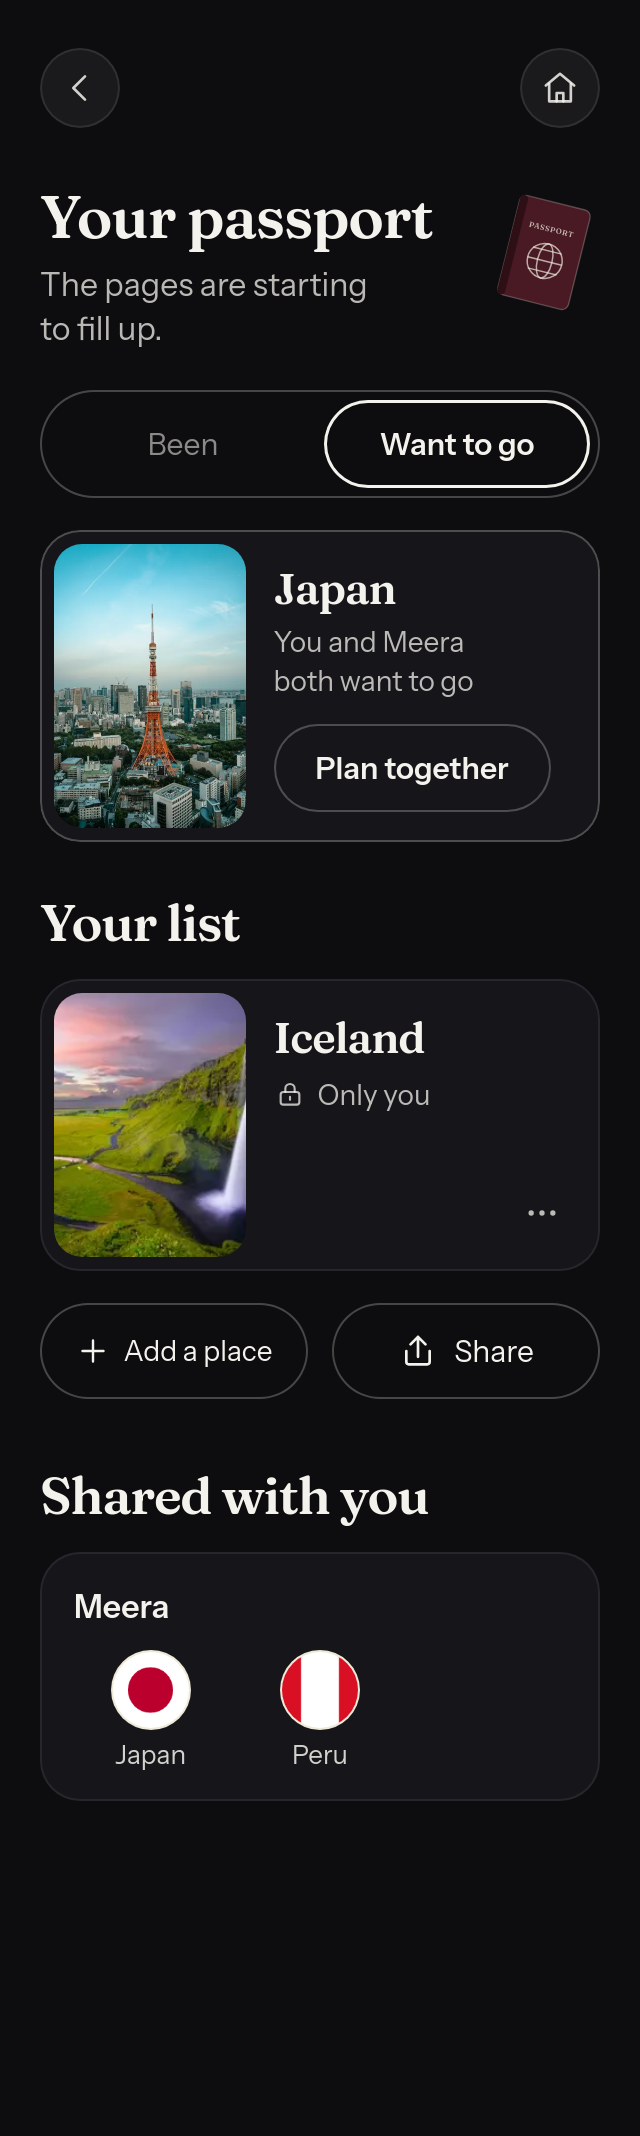 Your passport
PASSPORT
The pages are starting
to fill up.
Been
Want to go
Japan
You and Meera
both want to go
Plan together
Your list
Iceland
Only you
Add a place
Share
Shared with you
Meera
Japan
Peru